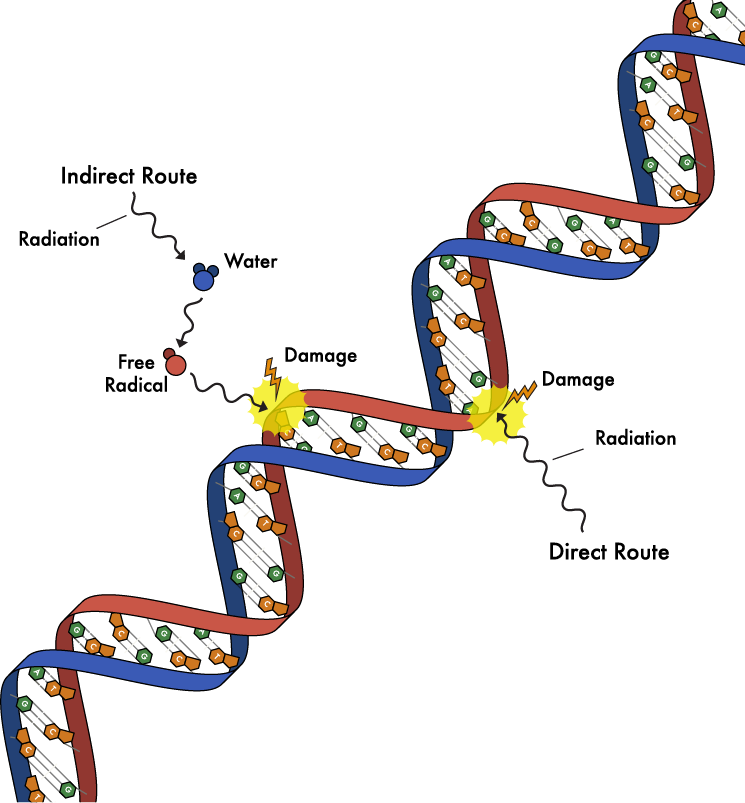 Indirect Route
Radiation
Water
Free
Radical
Damage
Damage
Radiation
Direct Route